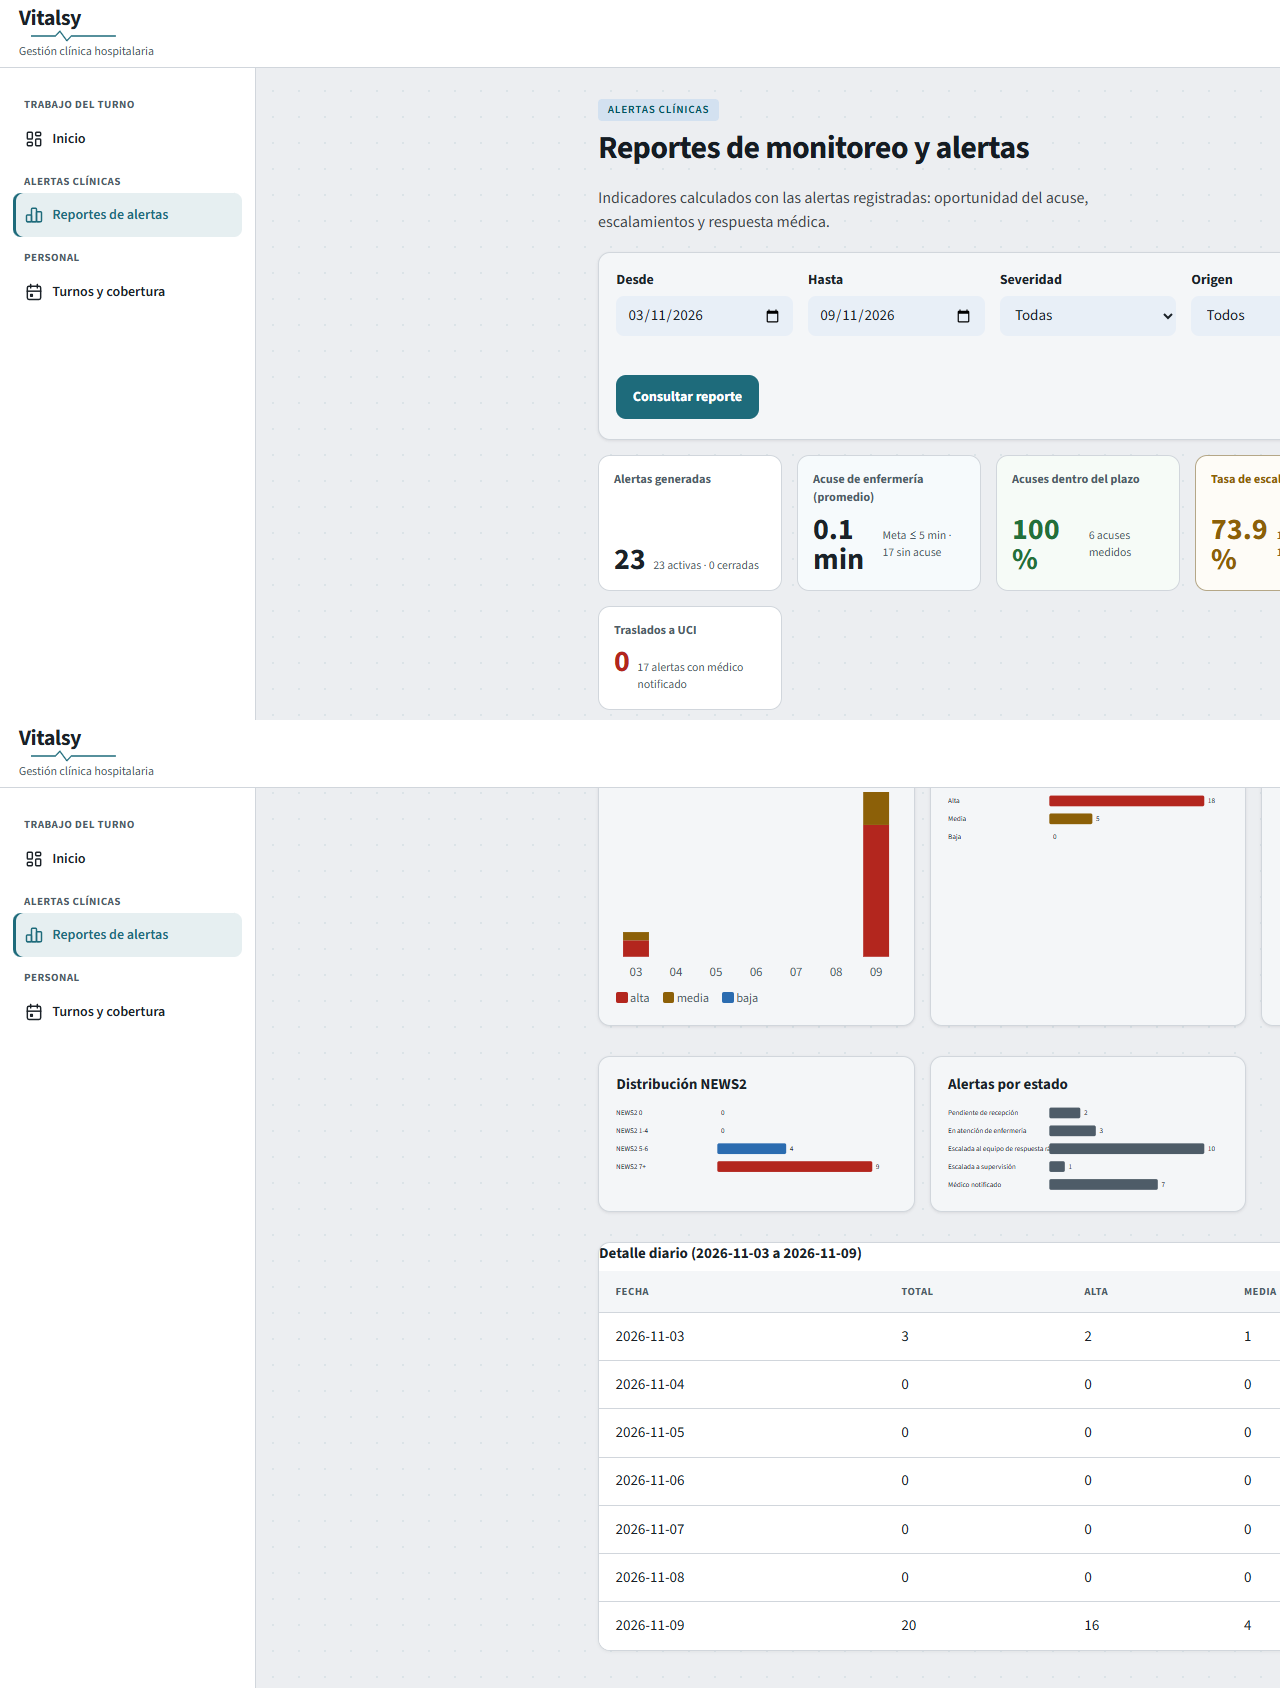 Vitalsy
Gestión clínica hospitalaria
TRABAJO DEL TURNO
Inicio
ALERTAS CLÍNICAS
Reportes de alertas
PERSONAL
Turnos y cobertura
ALERTAS CLÍNICAS
Reportes de monitoreo y alertas
Indicadores calculados con las alertas registradas: oportunidad del acuse,
escalamientos y respuesta médica.
Desde
Hasta
Severidad
Origen
03/11/2026
09/11/2026
Todas
Todos
Consultar reporte
Alertas generadas
23 23 activas · 0 cerradas
Acuse de enfermería
(promedio)
0.1
min
Meta ≤ 5 min ·
17 sin acuse
Acuses dentro del plazo
100
%
6 acuses
medidos
Tasa de escal
73.9
%
1
1
Traslados a UCI
0 17 alertas con médico
notificado
Vitalsy
Gestión clínica hospitalaria
TRABAJO DEL TURNO
Inicio
ALERTAS CLÍNICAS
Reportes de alertas
PERSONAL
Turnos y cobertura
03 04 05 06 07 08 09
alta media baja
Alta 18
Media 5
Baja 0
Distribución NEWS2
NEWS2 0 0
NEWS2 1-4 0
NEWS2 5-6 4
NEWS2 7+ 9
Alertas por estado
Pendiente de recepción 2
En atención de enfermería 3
Escalada al equipo de respuesta 10
Escalada a supervisión 1
Médico notificado 7
Detalle diario (2026-11-03 a 2026-11-09)
FECHA TOTAL ALTA MEDIA
2026-11-03 3 2 1
2026-11-04 0 0 0
2026-11-05 0 0 0
2026-11-06 0 0 0
2026-11-07 0 0 0
2026-11-08 0 0 0
2026-11-09 20 16 4